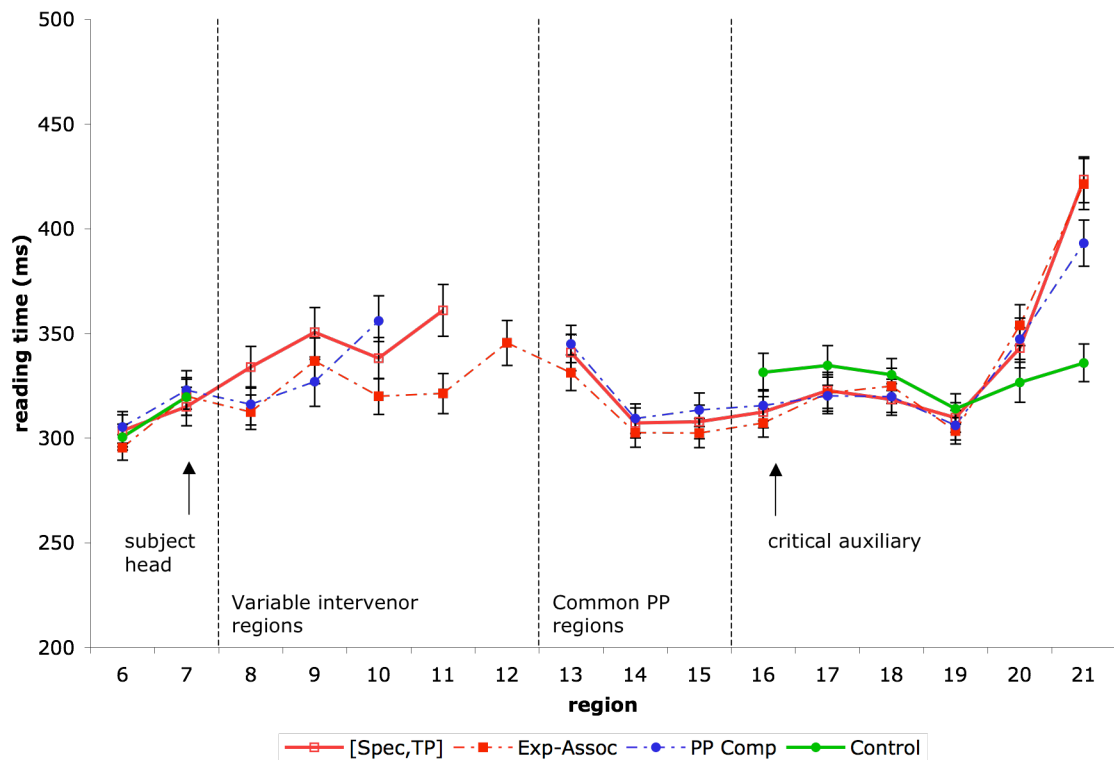 500
450
400
350
300
250
200
reading time (ms)
subject
head
Variable intervenor
regions
Common PP
regions
critical auxiliary
6 7 8 9 10 11 12 13 14 15 16 17 18 19 20 21
region
[Spec,TP] Exp-Assoc PP Comp Control